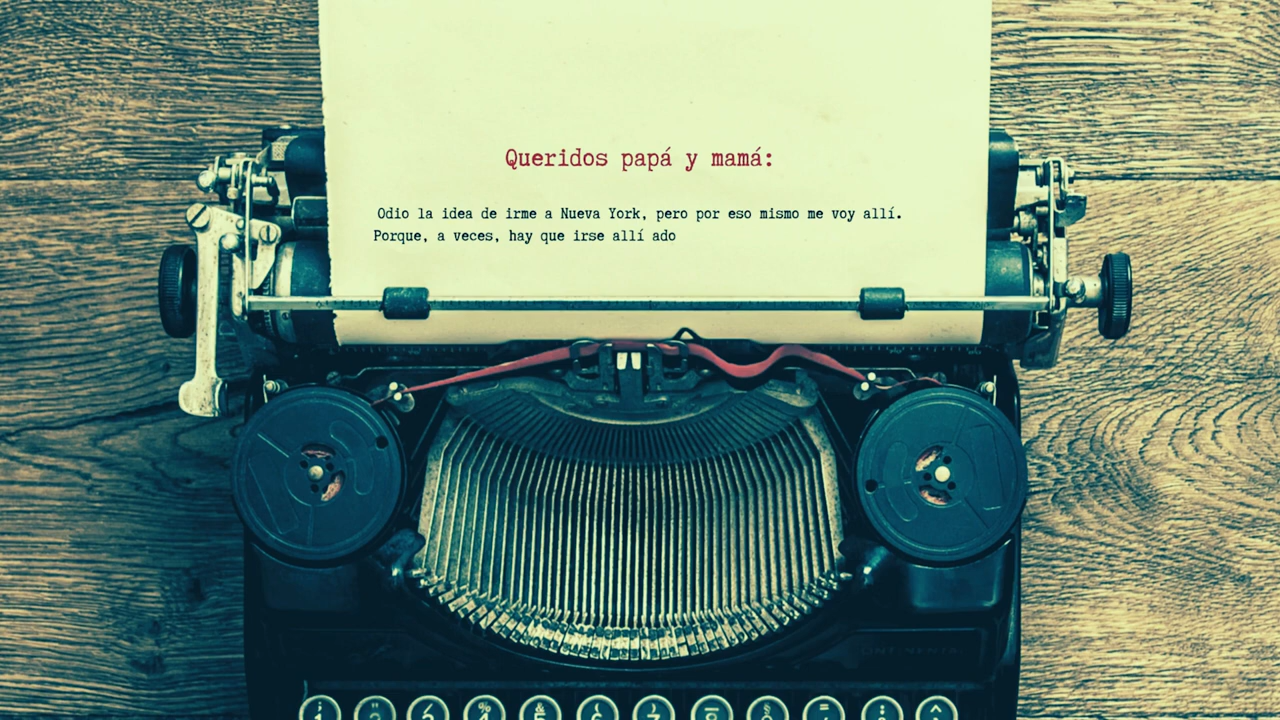 Queridos papá y mamá:
Odio la idea de irme a Nueva York, pero por eso mismo me voy allí.
Porque, a veces, hay que irse allí ado